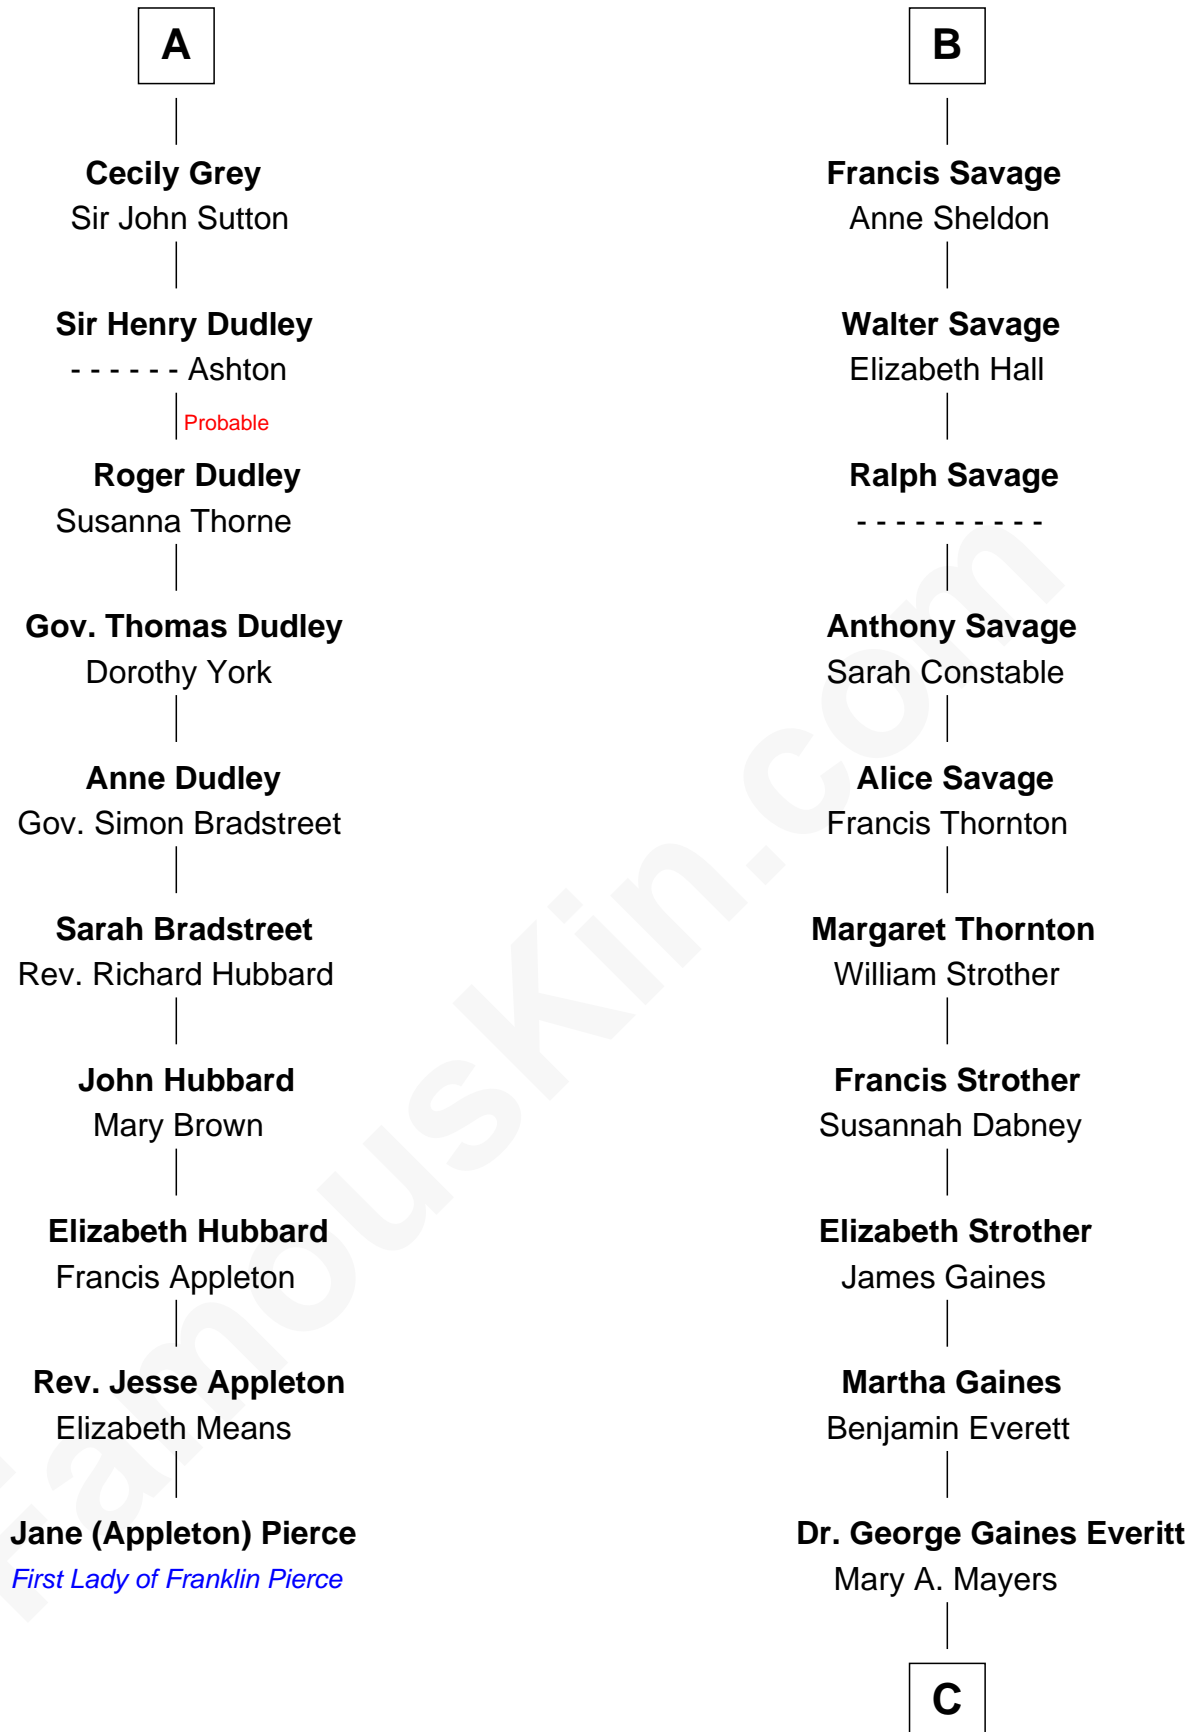 A
Cecily Grey
Sir John Sutton
Sir Henry Dudley
- - - - - - Ashton
Probable
Roger Dudley
Susanna Thorne
Gov. Thomas Dudley
Dorothy York
Anne Dudley
Gov. Simon Bradstreet
Sarah Bradstreet
Rev. Richard Hubbard
John Hubbard
Mary Brown
Elizabeth Hubbard
Francis Appleton
Rev. Jesse Appleton
Elizabeth Means
Jane (Appleton) Pierce
First Lady of Franklin Pierce
B
Francis Savage
Anne Sheldon
Walter Savage
Elizabeth Hall
Ralph Savage
- - - - - - - - - -
Anthony Savage
Sarah Constable
Alice Savage
Francis Thornton
Margaret Thornton
William Strother
Francis Strother
Susannah Dabney
Elizabeth Strother
James Gaines
Martha Gaines
Benjamin Everett
Dr. George Gaines Everitt
Mary A. Mayers
C
FamousKin.com